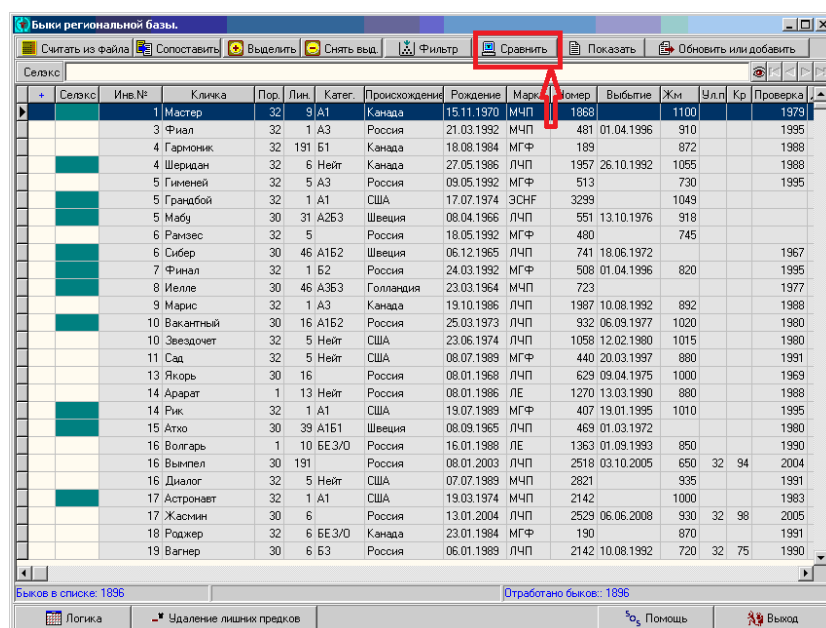 Быки региональной базы.
Считать из файла Сопоставить Выделить Снять выд. Фильтр Сравнить Показать Обновить или добавить
Селэкс
+ Селэкс Инв.№ Кличка Пор. Лин. Катег. Происхождение Рождение Марка Номер Выбытие Жм Ул.п Кр Проверка
1 Мастер 32 9 А1 Канада 15.11.1970 МЧП 1868 1100 1979
3 Фиал 32 1 А3 Россия 21.03.1992 МЧП 481 01.04.1996 910 1995
4 Гармоник 32 191 Б1 Канада 18.08.1984 МГФ 189 872 1988
4 Шеридан 32 6 Нейт Канада 27.05.1986 ЛЧП 1957 26.10.1992 1055 1988
5 Гименей 32 5 А3 Россия 09.05.1992 МГФ 513 730 1995
5 Грандбой 32 1 А1 США 17.07.1974 ЭCHF 3299 1049
5 Мабу 30 31 А2Б3 Швеция 08.04.1966 ЛЧП 551 13.10.1976 918
6 Рамзес 32 5 Россия 18.05.1992 МГФ 480 745
6 Сибер 30 46 А1Б2 Швеция 06.12.1965 ЛЧП 741 18.06.1972 1967
7 Финал 32 1 Б2 Россия 24.03.1992 МГФ 508 01.04.1996 820 1995
8 Иелле 30 46 А3Б3 Голландия 23.03.1964 МЧП 723 1977
9 Марис 32 1 А3 Канада 19.10.1986 ЛЧП 1987 10.08.1992 892 1988
10 Вакантный 30 16 А1Б2 Россия 25.03.1973 ЛЧП 932 06.09.1977 1020 1980
10 Звездочет 32 5 Нейт США 23.06.1974 ЛЧП 1058 12.02.1980 1015 1980
11 Сад 32 5 Нейт США 08.07.1989 МГФ 440 20.03.1997 880 1991
13 Якорь 30 16 Россия 08.01.1968 ЛЧП 629 09.04.1975 1000 1969
14 Арарат 1 13 Нейт Россия 08.01.1986 ЛЕ 1270 13.03.1990 880 1988
14 Рик 32 1 А1 США 19.07.1989 МГФ 407 19.01.1995 1010 1995
15 Атхо 30 39 А1Б1 Швеция 08.09.1965 ЛЧП 469 01.03.1972 1980
16 Волгарь 1 10 БЕЗ/О Россия 16.01.1988 ЛЕ 1363 01.09.1993 850 1990
16 Вымпел 30 191 Россия 08.01.2003 ЛЧП 2518 03.10.2005 650 32 94 2004
16 Диалог 32 5 Нейт США 07.07.1989 МЧП 2821 935 1991
17 Астронавт 32 1 А1 США 19.03.1974 МЧП 2142 1000 1983
17 Жасмин 30 6 Россия 13.01.2004 ЛЧП 2529 06.06.2008 930 32 98 2005
18 Роджер 32 6 БЕЗ/О Канада 23.01.1984 МГФ 190 870 1991
19 Вагнер 30 6 Б3 Россия 06.01.1989 ЛЧП 2142 10.08.1992 720 32 75 1990
Быков в списке: 1896 Отработано быков:: 1896
Логика Удаление лишних предков Помощь Выход